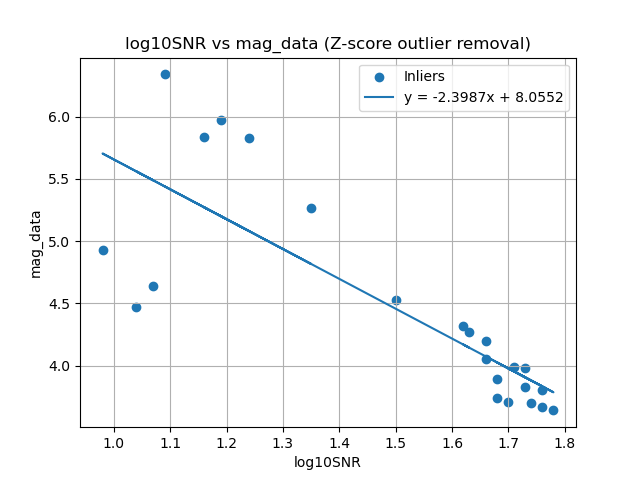 log10SNR vs mag_data (Z-score outlier removal)
Inliers
y = -2.3987x + 8.0552
6.0
5.5
5.0
4.5
4.0
mag_data
1.0 1.1 1.2 1.3 1.4 1.5 1.6 1.7 1.8
log10SNR